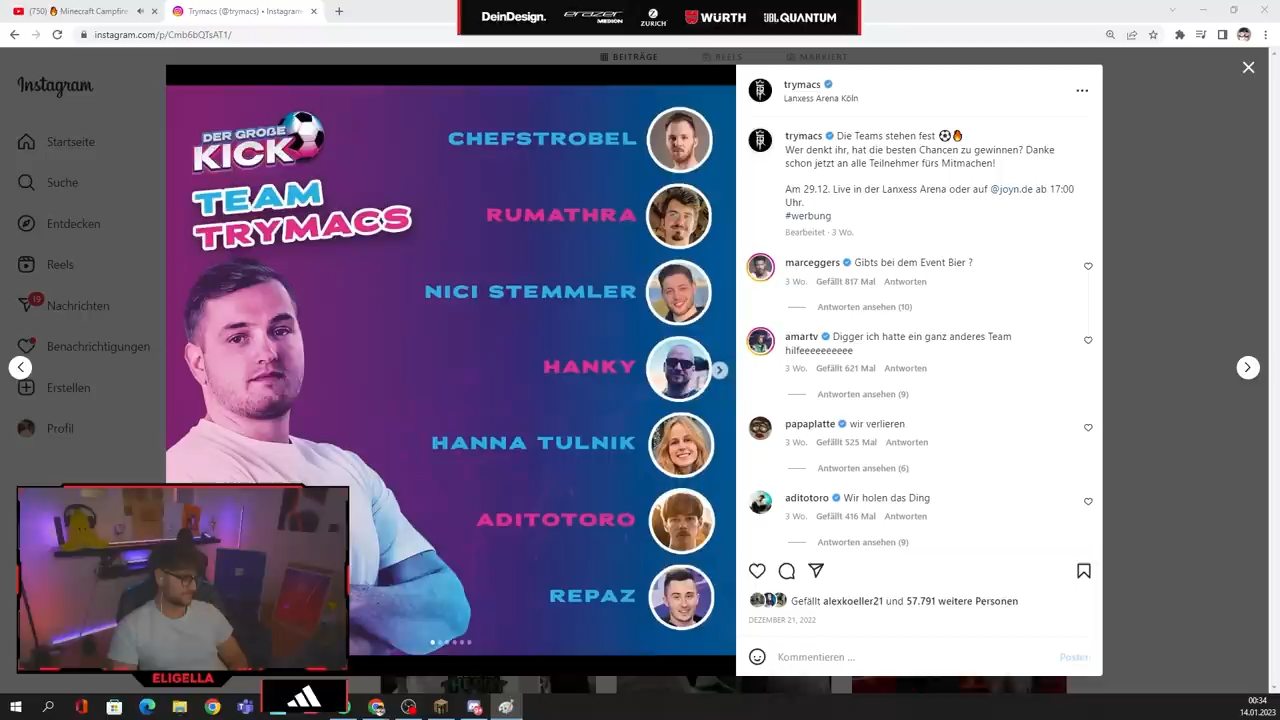 (750) 🔥 Minecraft Campfire
Trymacs (@trymacs) • Instagram-
DeinDesign.
erazer
MEDION
ZURICH
WÜRTH
JBL QUANTUM
instagram.com/p/Cmb6bQTsAT1/
BEITRÄGE
REELS
MARKIERT
Instagram
Startseite
Suche
Entdecken
Reels
19
Nachrichten
Benachrichtigungen
Erstellen
Profil
DER GROßE
KICK
TEAM
TRYMACS
CHEFSTROBEL
RUMATHRA
NICI STEMMLER
HANKY
HANNA TULNIK
ADITOTORO
REPAZ
trymacs
Lanxess Arena Köln
trymacs Die Teams stehen fest ⚽🔥
Wer denkt ihr, hat die besten Chancen zu gewinnen? Danke
schon jetzt an alle Teilnehmer fürs Mitmachen!
Am 29.12. Live in der Lanxess Arena oder auf @joyn.de ab 17:00
Uhr.
#werbung
Bearbeitet · 3 Wo.
marceggers Gibts bei dem Event Bier ?
3 Wo. Gefällt 817 Mal Antworten
Antworten ansehen (10)
amartv Digger ich hatte ein ganz anderes Team
hilfeeeeeeeeee
3 Wo. Gefällt 621 Mal Antworten
Antworten ansehen (9)
papaplatte wir verlieren
3 Wo. Gefällt 525 Mal Antworten
Antworten ansehen (6)
aditotoro Wir holen das Ding
3 Wo. Gefällt 416 Mal Antworten
Antworten ansehen (9)
Gefällt alexkoeller21 und 57.791 weitere Personen
DEZEMBER 21, 2022
Kommentieren ...
Posten
ELIGELLA
00:34
14.01.2023